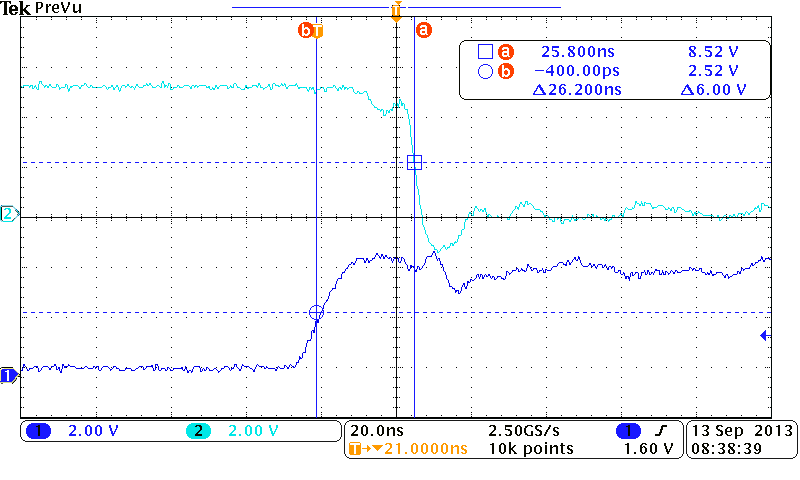 Tek PreVu
T
b T a
a 25.800ns 8.52 V
b −400.00ps 2.52 V
Δ26.200ns Δ6.00 V
2
1
1 2.00 V 2 2.00 V 20.0ns 2.50GS/s 1 13 Sep 2013
T→▼21.0000ns 10k points 1.60 V 08:38:39